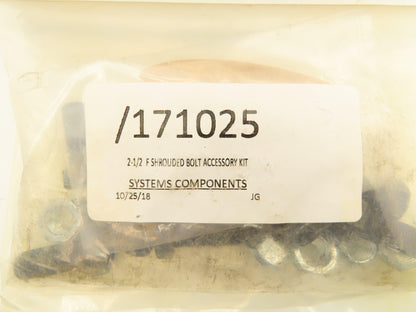 /171025
2-1/2 F SHROUDED BOLT ACCESSORY KIT
SYSTEMS COMPONENTS
10/25/18 JG